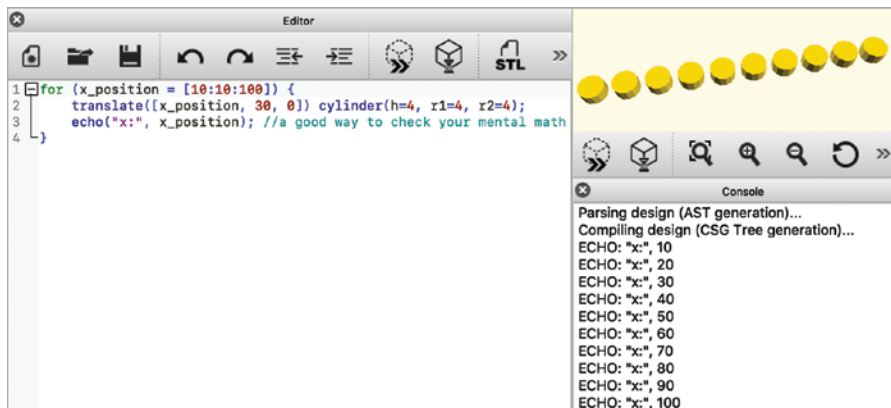 Editor
STL
1 for (x_position = [10:10:100]) {
2 translate([x_position, 30, 0]) cylinder(h=4, r1=4, r2=4);
3 echo("x:", x_position); //a good way to check your mental math
4 }
Console
Parsing design (AST generation)...
Compiling design (CSG Tree generation)...
ECHO: "x:", 10
ECHO: "x:", 20
ECHO: "x:", 30
ECHO: "x:", 40
ECHO: "x:", 50
ECHO: "x:", 60
ECHO: "x:", 70
ECHO: "x:", 80
ECHO: "x:", 90
ECHO: "x:", 100